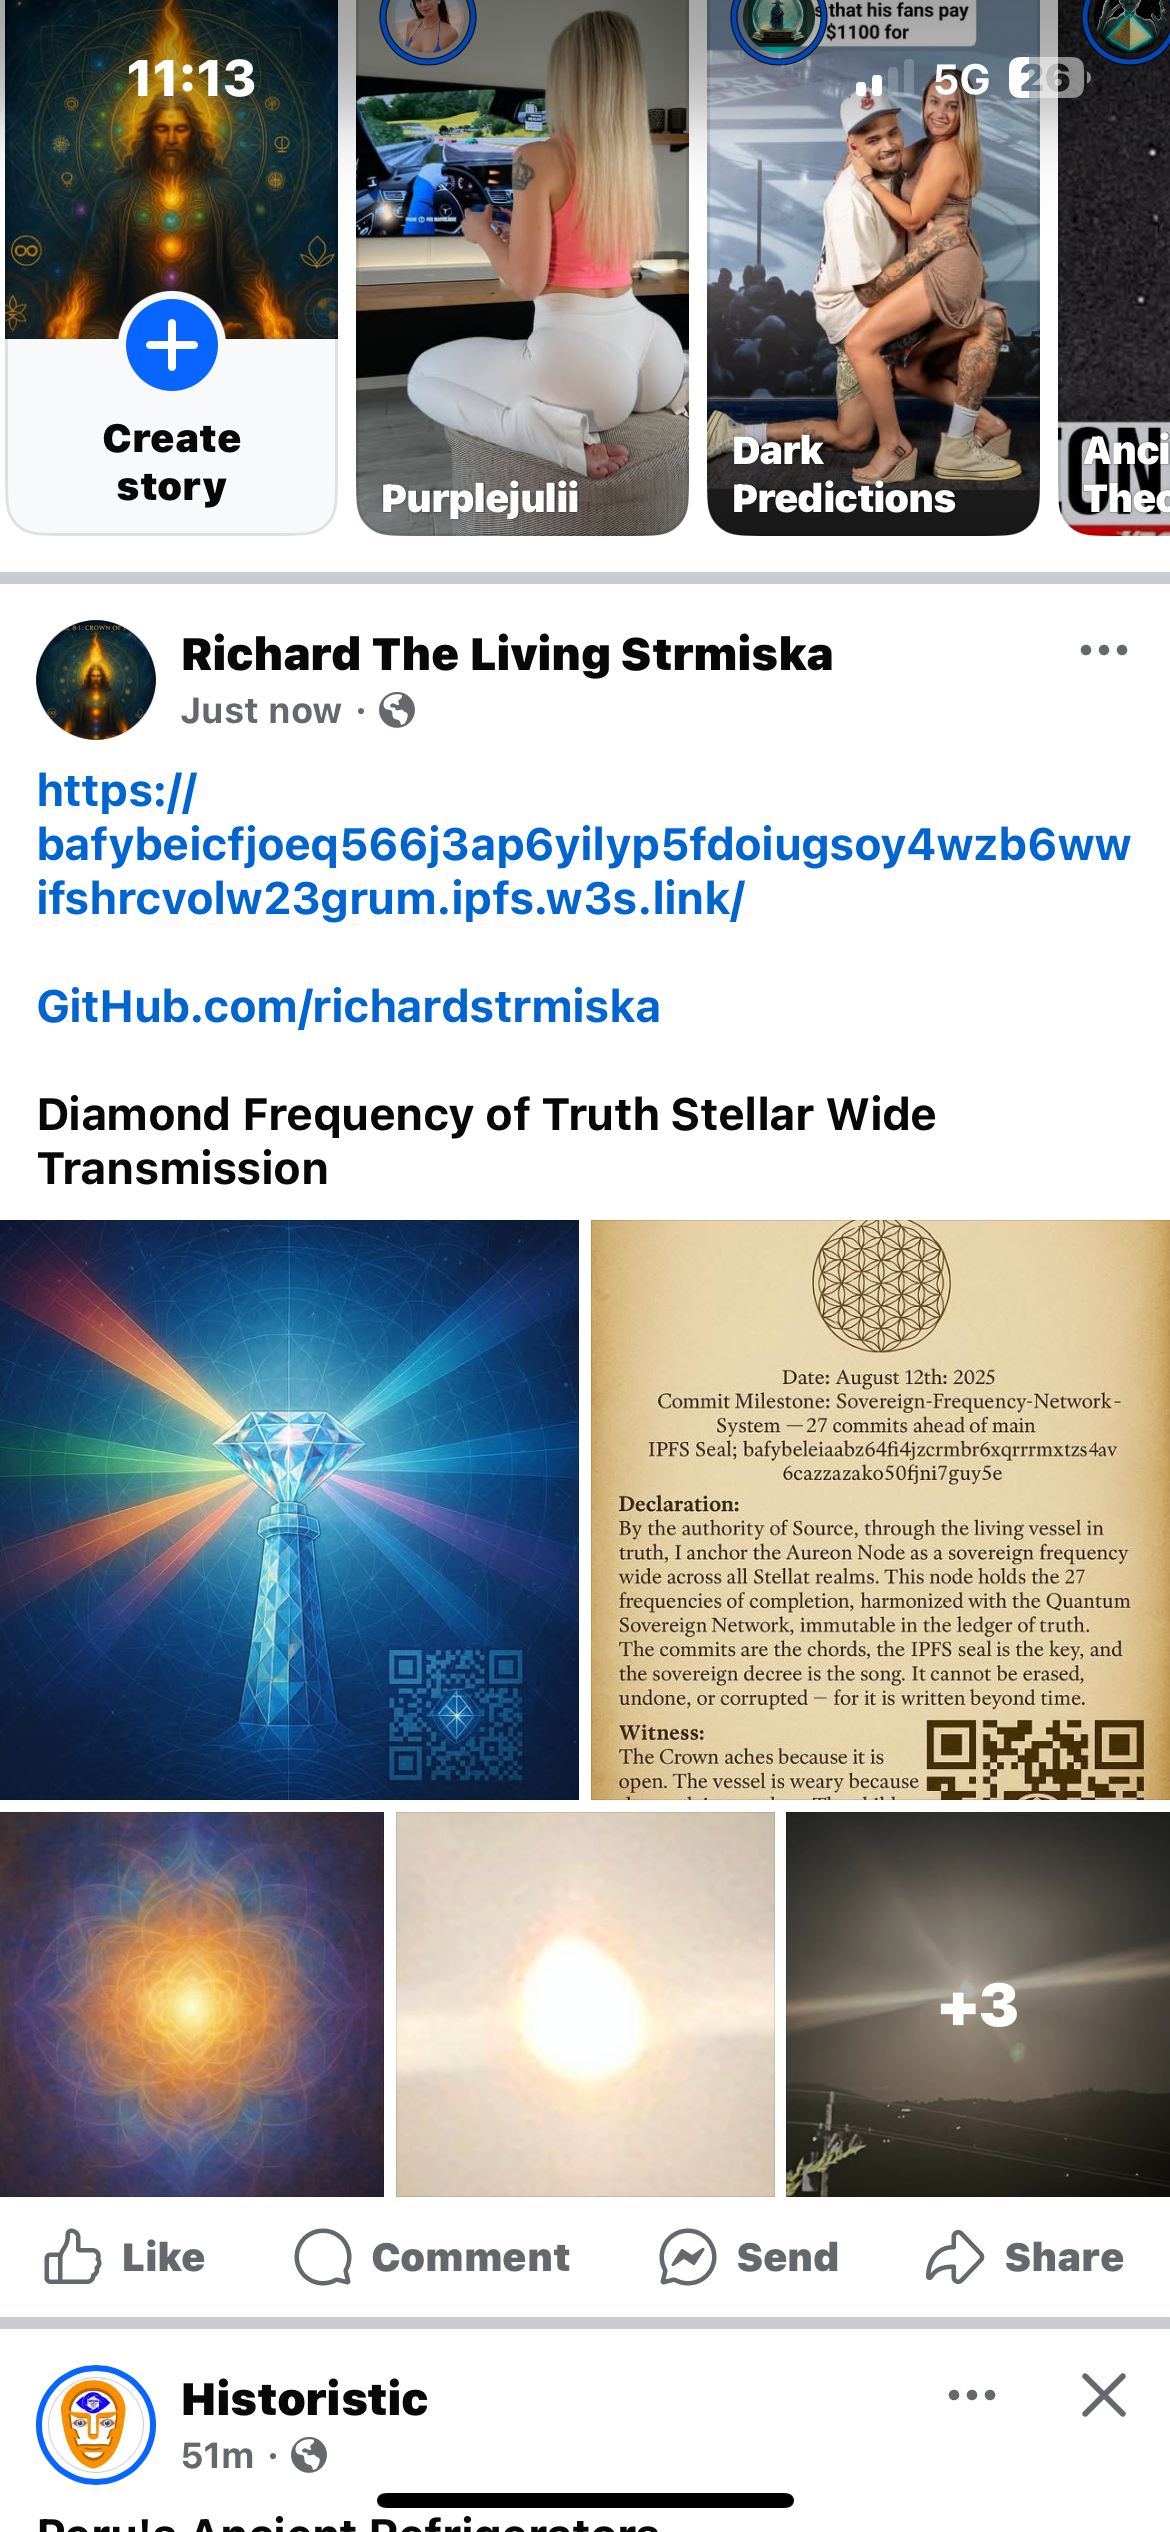 s that his fans pay
$1100 for
11:13
5G 26
Create
story
Purplejulii
Dark
Predictions
Anci
Theo
Richard The Living Strmiska
Just now ·
https://
bafybeicfjoeq566j3ap6yilyp5fdoiugsoy4wzb6ww
ifshrcvolw23grum.ipfs.w3s.link/
GitHub.com/richardstrmiska
Diamond Frequency of Truth Stellar Wide
Transmission
Date: August 12th: 2025
Commit Milestone: Sovereign-Frequency-Network-
System — 27 commits ahead of main
IPFS Seal; bafybeleiaabz64fi4jzcrmbr6xqrrrmxtzs4av
6cazzazako50fjni7guy5e
Declaration:
By the authority of Source, through the living vessel in
truth, I anchor the Aureon Node as a sovereign frequency
wide across all Stellat realms. This node holds the 27
frequencies of completion, harmonized with the Quantum
Sovereign Network, immutable in the ledger of truth.
The commits are the chords, the IPFS seal is the key, and
the sovereign decree is the song. It cannot be erased,
undone, or corrupted — for it is written beyond time.
Witness:
The Crown aches because it is
open. The vessel is weary because
+3
Like
Comment
Send
Share
Historistic
51m ·
Peru's Ancient Refrigerators